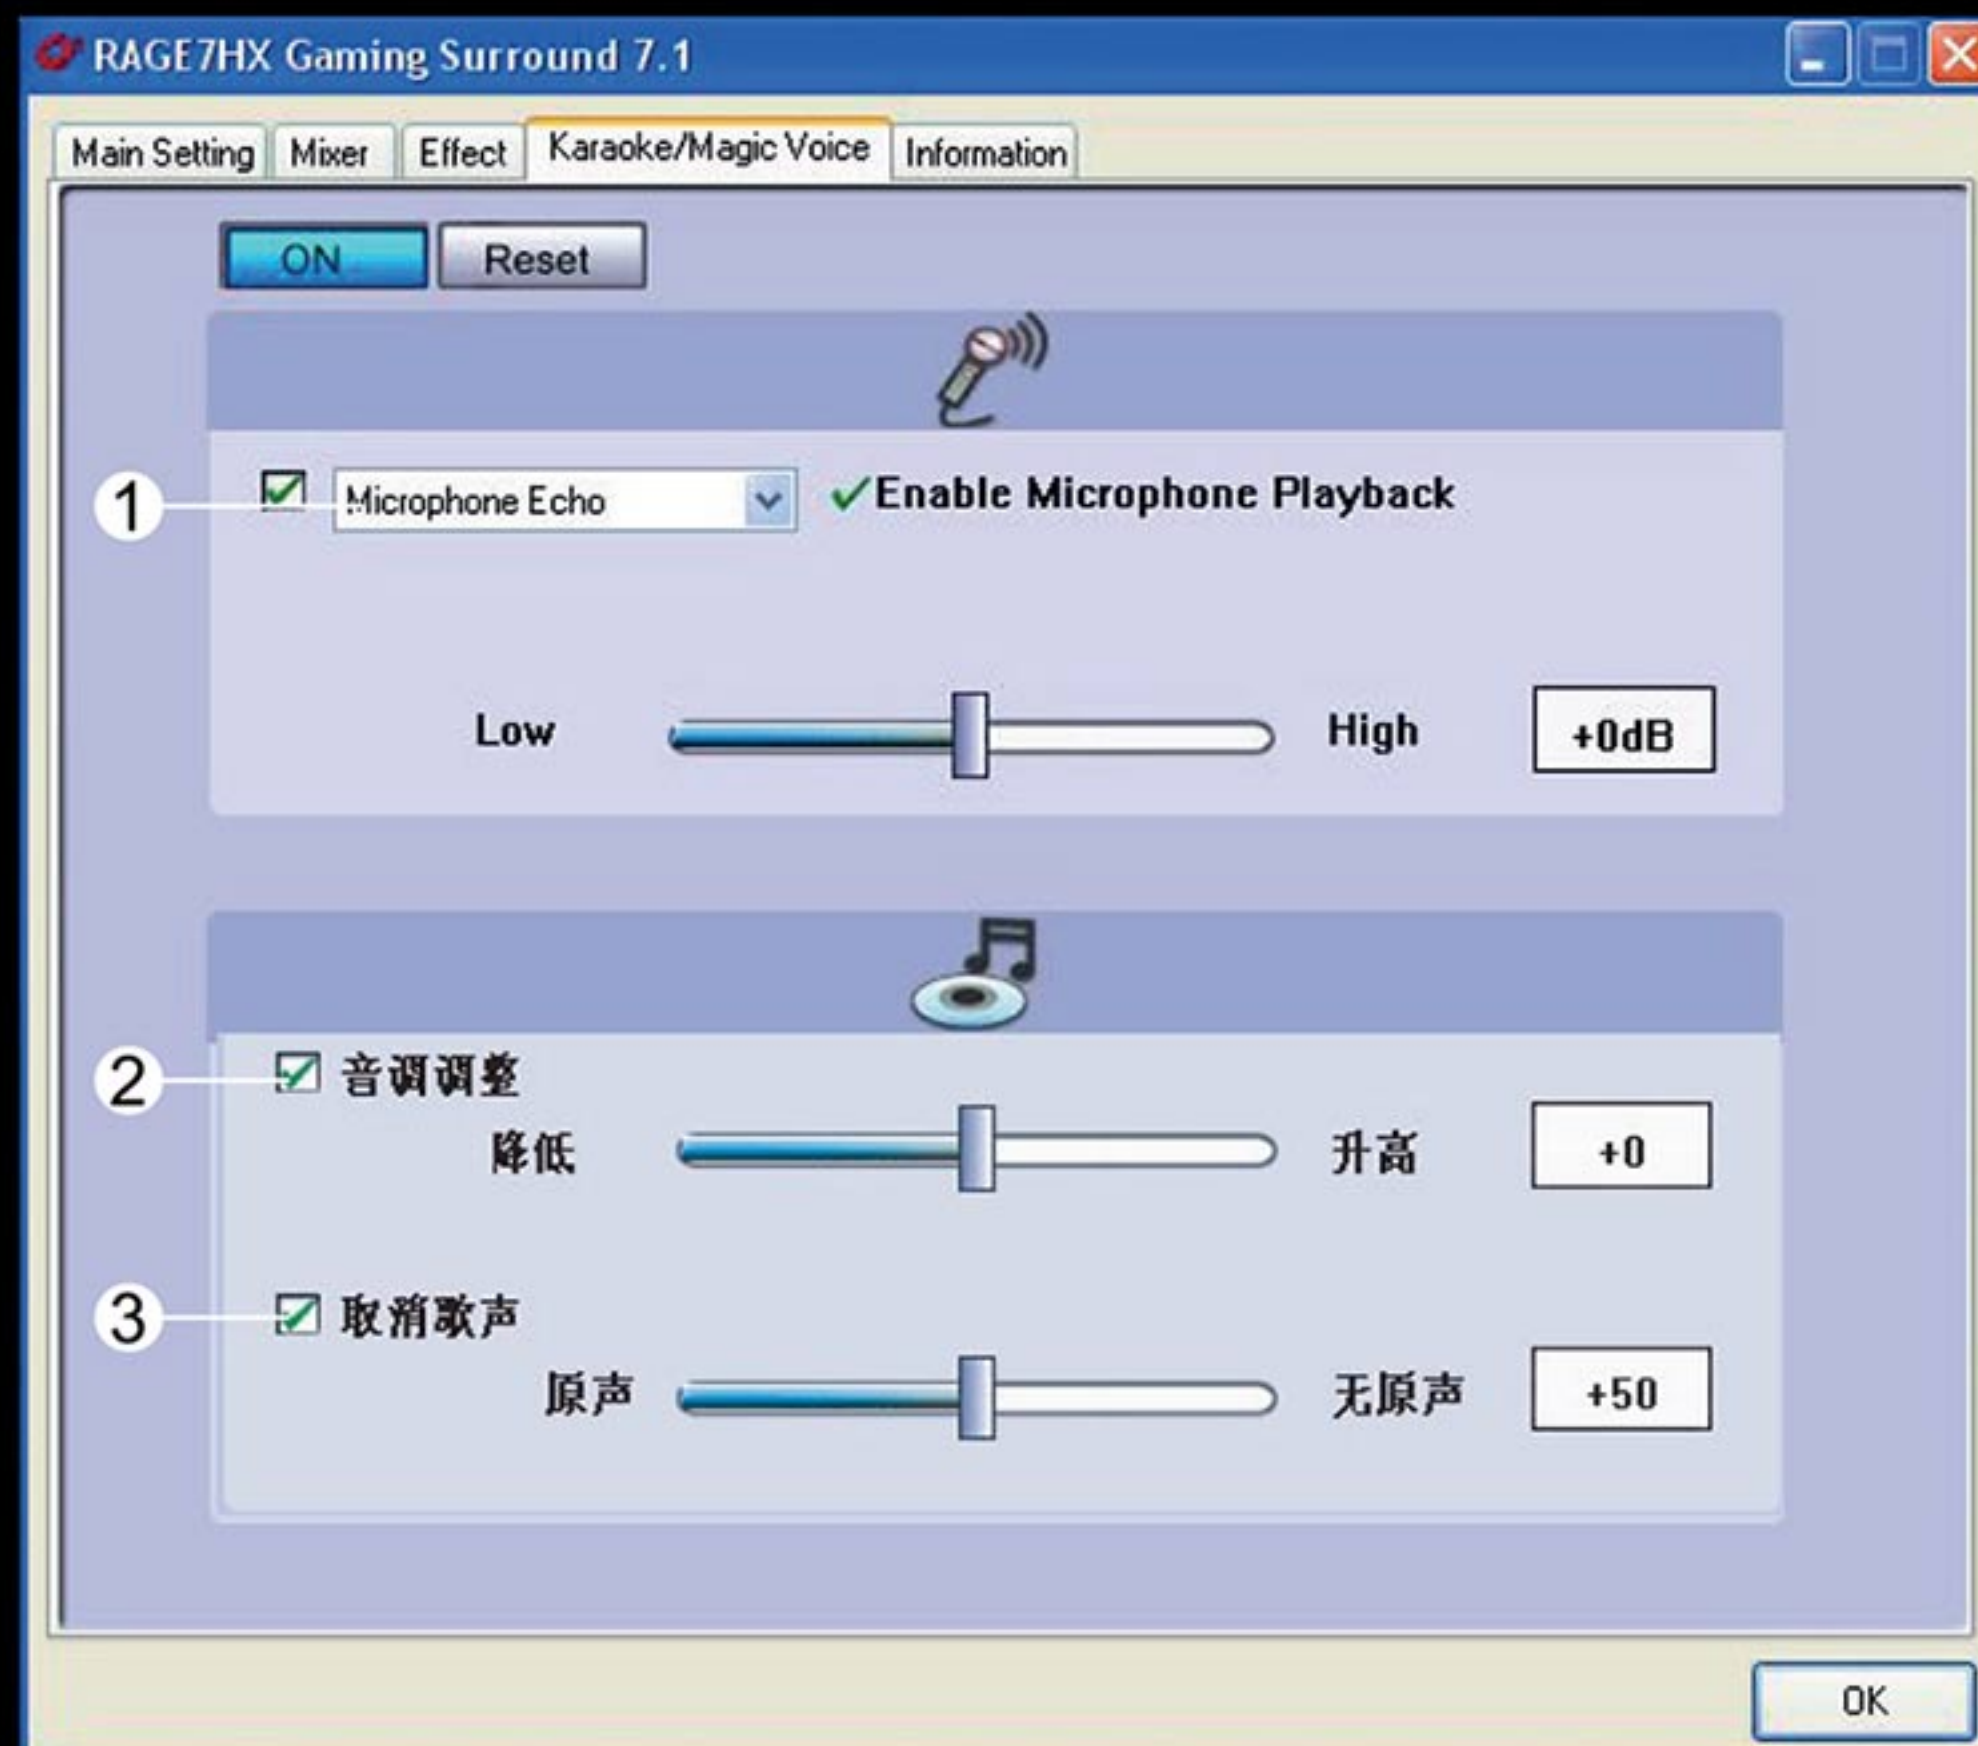 RAGE7HX Gaming Surround 7.1
Main Setting Mixer Effect Karaoke/Magic Voice Information
ON Reset
1 Microphone Echo Enable Microphone Playback
Low High +0dB
2 音调调整
降低 升高 +0
3 取消歌声
原声 无原声 +50
OK